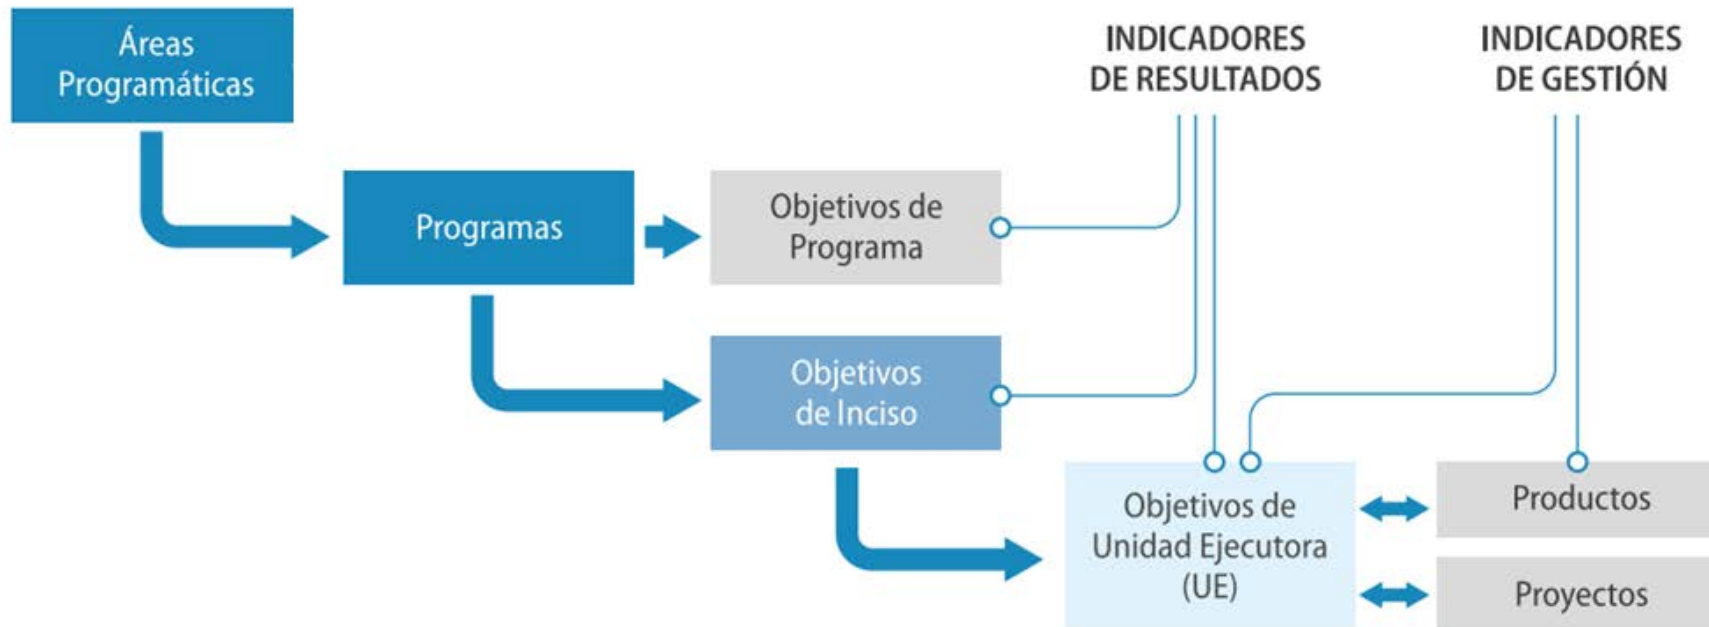 Áreas
Programáticas
INDICADORES
DE RESULTADOS
INDICADORES
DE GESTIÓN
Programas
Objetivos de
Programa
Objetivos
de Inciso
Objetivos de
Unidad Ejecutora
(UE)
Productos
Proyectos